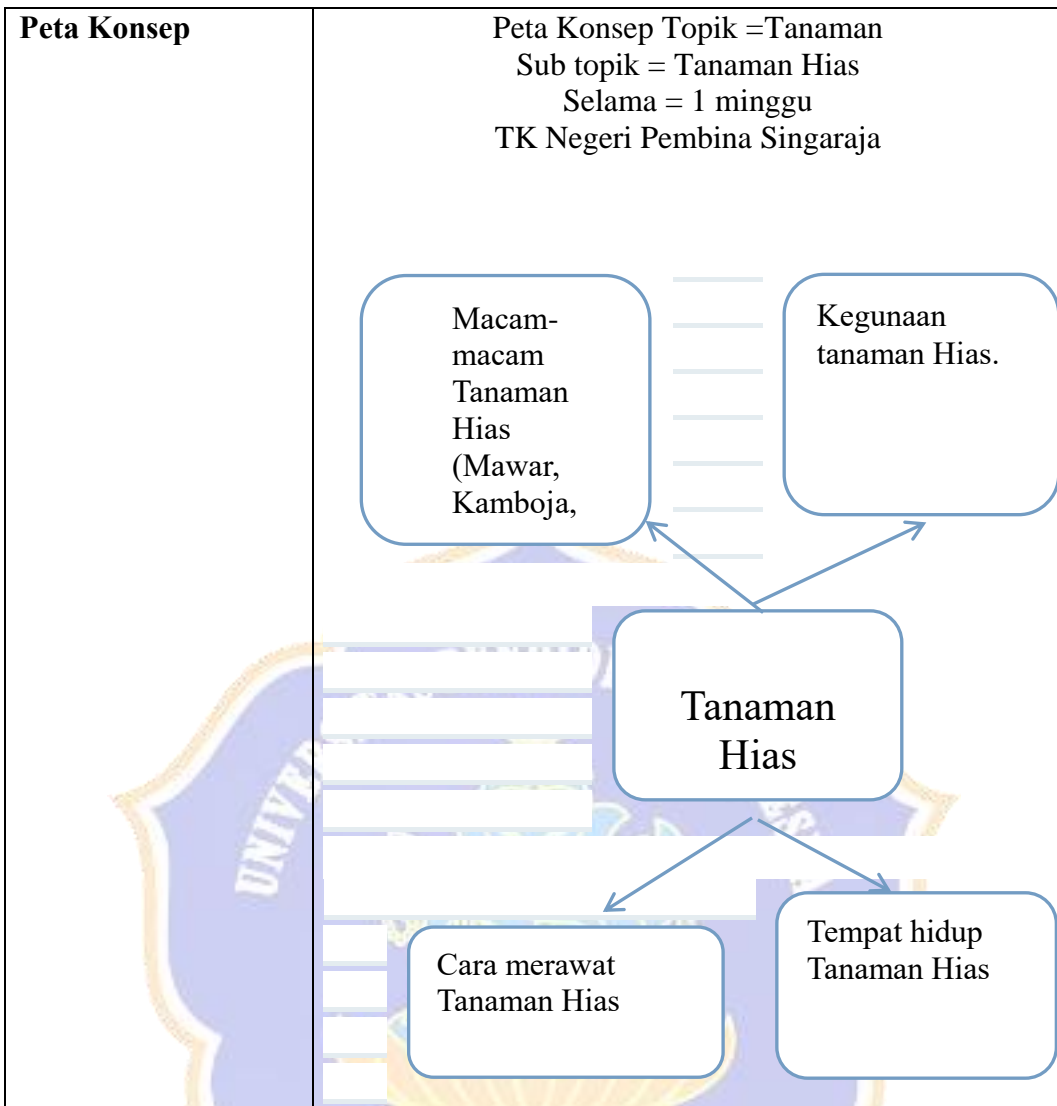 Peta Konsep
Peta Konsep Topik =Tanaman
Sub topik = Tanaman Hias
Selama = 1 minggu
TK Negeri Pembina Singaraja
Macam-
macam
Tanaman
Hias
(Mawar,
Kamboja,
Kegunaan
tanaman Hias.
Tanaman
Hias
Cara merawat
Tanaman Hias
Tempat hidup
Tanaman Hias